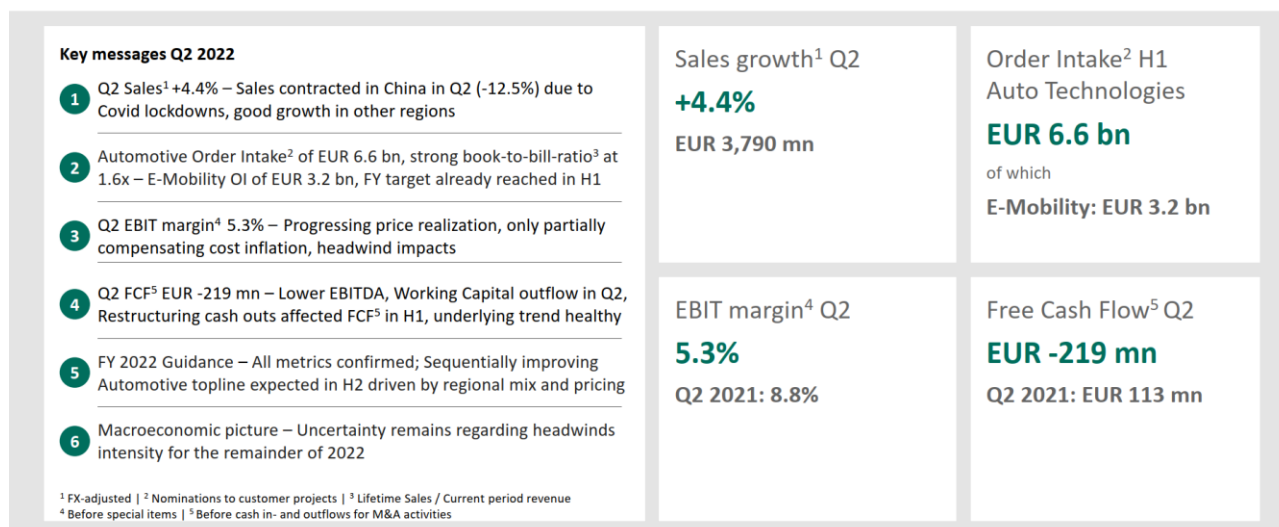 Key messages Q2 2022
1
Q2 Sales¹ +4.4% – Sales contracted in China in Q2 (-12.5%) due to
Covid lockdowns, good growth in other regions
2
Automotive Order Intake² of EUR 6.6 bn, strong book-to-bill-ratio³ at
1.6x – E-Mobility OI of EUR 3.2 bn, FY target already reached in H1
3
Q2 EBIT margin⁴ 5.3% – Progressing price realization, only partially
compensating cost inflation, headwind impacts
4
Q2 FCF⁵ EUR -219 mn – Lower EBITDA, Working Capital outflow in Q2,
Restructuring cash outs affected FCF⁵ in H1, underlying trend healthy
5
FY 2022 Guidance – All metrics confirmed; Sequentially improving
Automotive topline expected in H2 driven by regional mix and pricing
6
Macroeconomic picture – Uncertainty remains regarding headwinds
intensity for the remainder of 2022
¹ FX-adjusted | ² Nominations to customer projects | ³ Lifetime Sales / Current period revenue
⁴ Before special items | ⁵ Before cash in- and outflows for M&A activities
Sales growth¹ Q2
+4.4%
EUR 3,790 mn
Order Intake² H1
Auto Technologies
EUR 6.6 bn
of which
E-Mobility: EUR 3.2 bn
EBIT margin⁴ Q2
5.3%
Q2 2021: 8.8%
Free Cash Flow⁵ Q2
EUR -219 mn
Q2 2021: EUR 113 mn